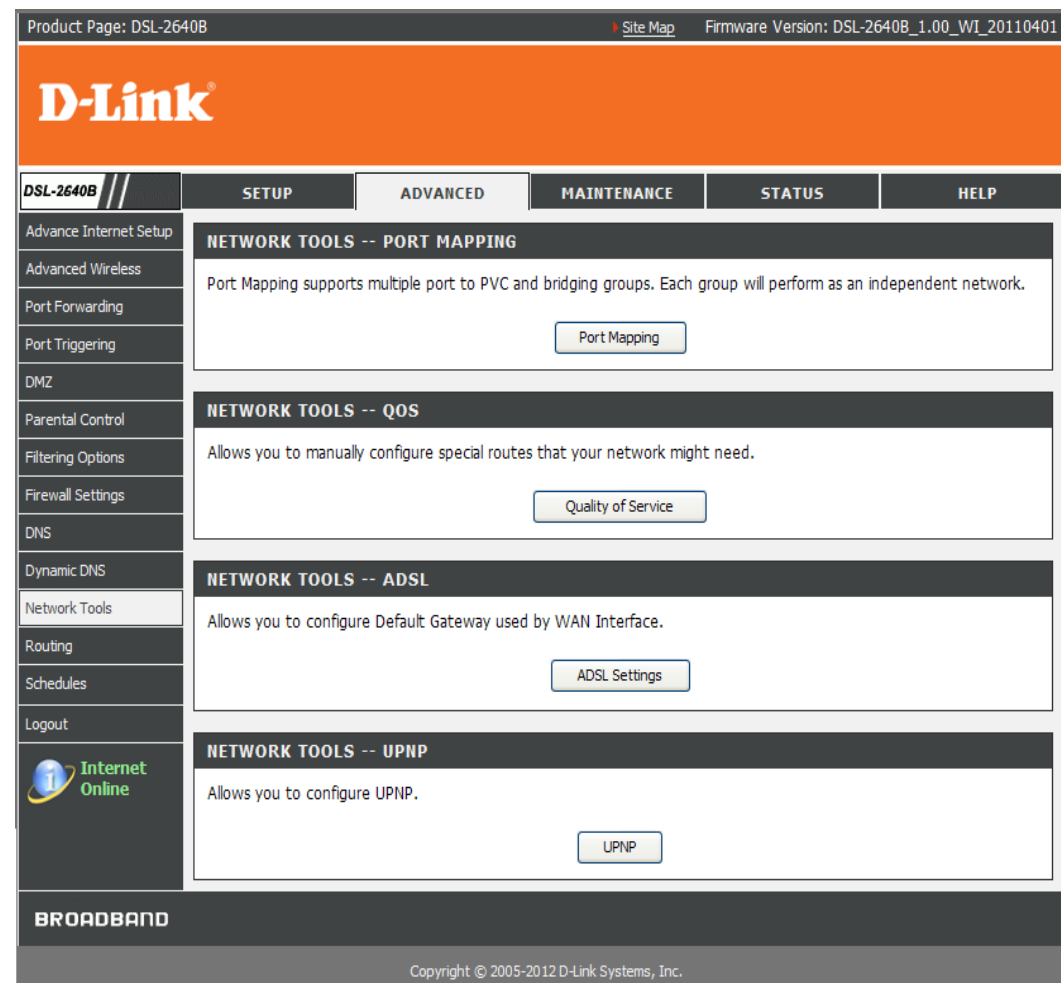 Product Page: DSL-2640B Site Map Firmware Version: DSL-2640B_1.00_WI_20110401
D-Link®
DSL-2640B SETUP ADVANCED MAINTENANCE STATUS HELP
Advance Internet Setup
Advanced Wireless
Port Forwarding
Port Triggering
DMZ
Parental Control
Filtering Options
Firewall Settings
DNS
Dynamic DNS
Network Tools
Routing
Schedules
Logout
Internet
Online
NETWORK TOOLS -- PORT MAPPING
Port Mapping supports multiple port to PVC and bridging groups. Each group will perform as an independent network.
Port Mapping
NETWORK TOOLS -- QOS
Allows you to manually configure special routes that your network might need.
Quality of Service
NETWORK TOOLS -- ADSL
Allows you to configure Default Gateway used by WAN Interface.
ADSL Settings
NETWORK TOOLS -- UPNP
Allows you to configure UPNP.
UPNP
BROADBAND
Copyright © 2005-2012 D-Link Systems, Inc.